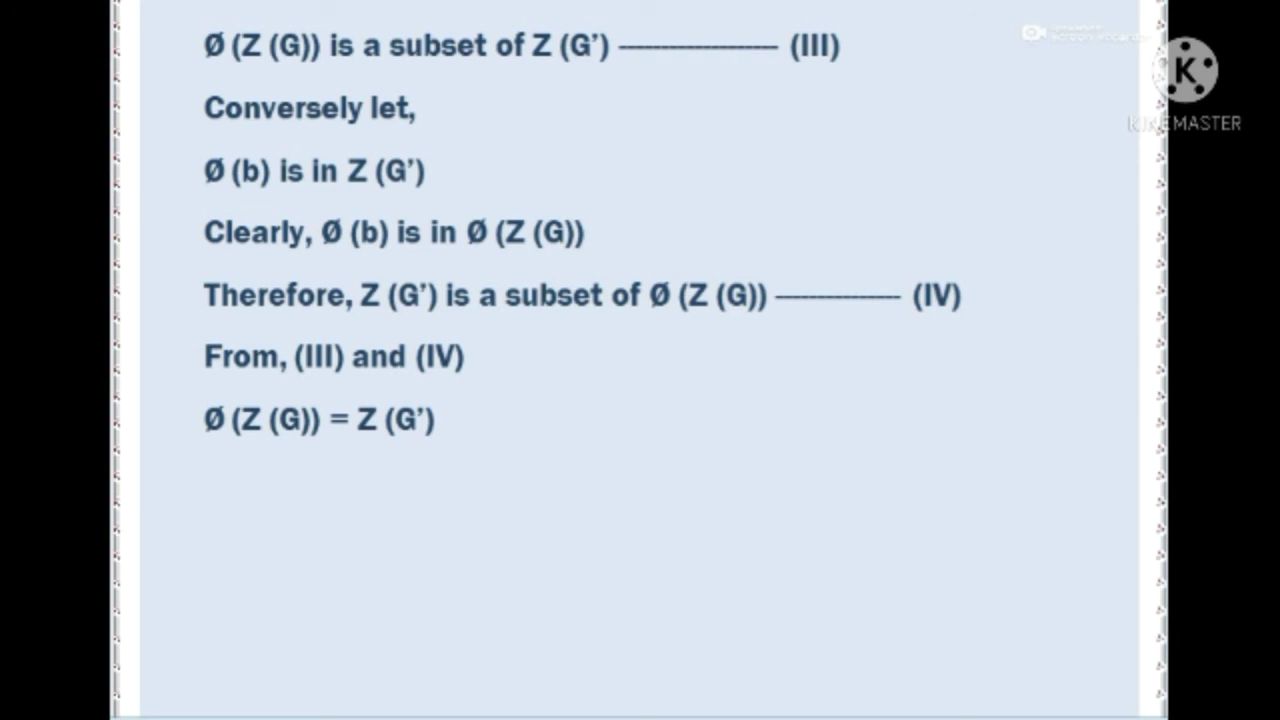 Ø (Z (G)) is a subset of Z (G’) ------------------ (III)
Conversely let,
Ø (b) is in Z (G’)
Clearly, Ø (b) is in Ø (Z (G))
Therefore, Z (G’) is a subset of Ø (Z (G)) -------------- (IV)
From, (III) and (IV)
Ø (Z (G)) = Z (G’)
K
KINEMASTER